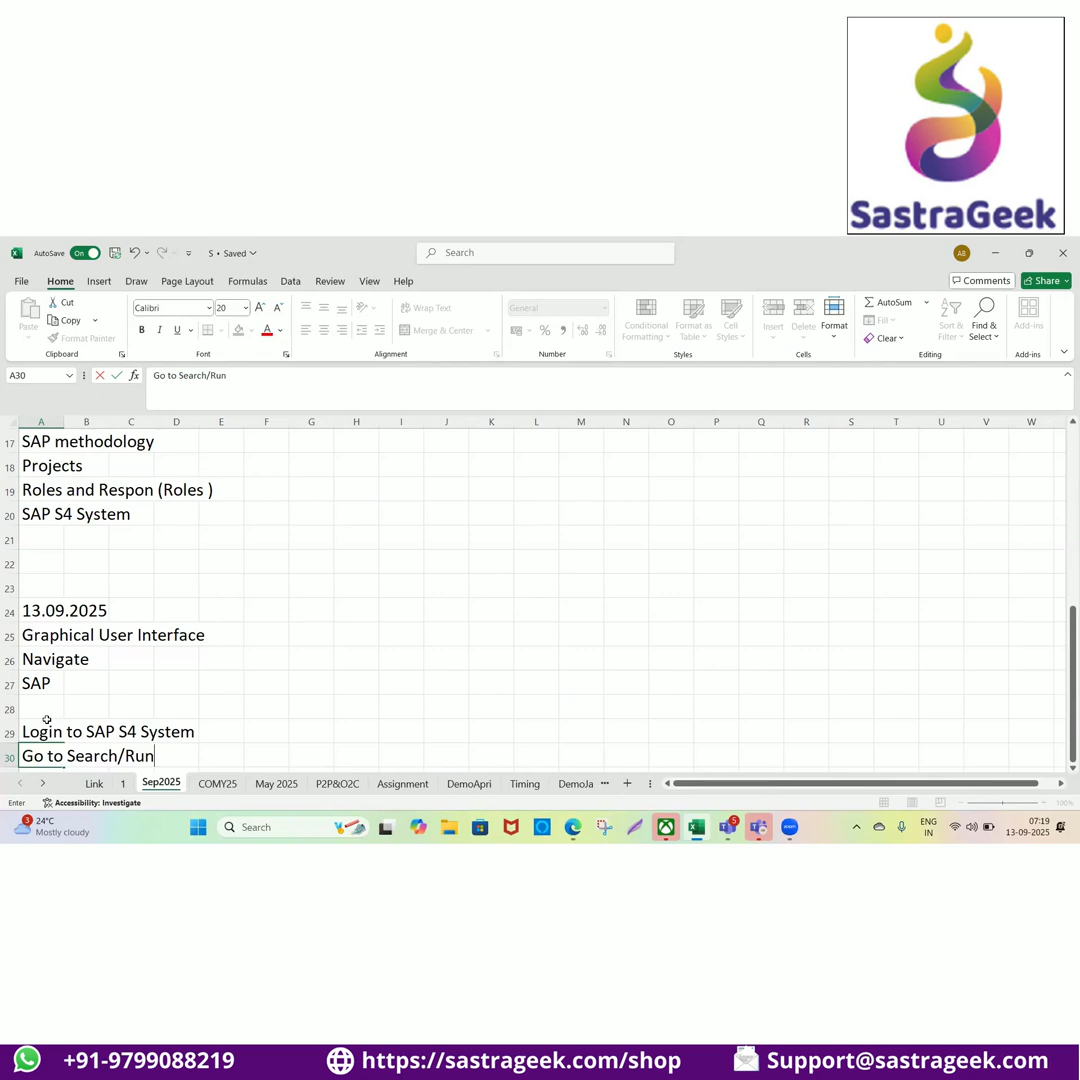 SastraGeek
AutoSave On S • Saved Search AB
File Home Insert Draw Page Layout Formulas Data Review View Help Comments Share
Paste Cut Copy Format Painter Clipboard
Calibri 20 B I U A Font
Wrap Text Merge & Center Alignment
General % Number
Conditional Formatting Format as Table Cell Styles Styles
Insert Delete Format Cells
AutoSum Fill Clear Sort & Filter Find & Select Editing
Add-ins Add-ins
A30 fx Go to Search/Run
A B C D E F G H I J K L M N O P Q R S T U V W
17 SAP methodology
18 Projects
19 Roles and Respon (Roles )
20 SAP S4 System
21
22
23
24 13.09.2025
25 Graphical User Interface
26 Navigate
27 SAP
28
29 Login to SAP S4 System
30 Go to Search/Run
Link 1 Sep2025 COMY25 May 2025 P2P&O2C Assignment DemoApri Timing DemoJa
Enter Accessibility: Investigate 100%
3 24°C Mostly cloudy Search 5 zoom ENG IN 07:19 13-09-2025
+91-9799088219 https://sastrageek.com/shop Support@sastrageek.com